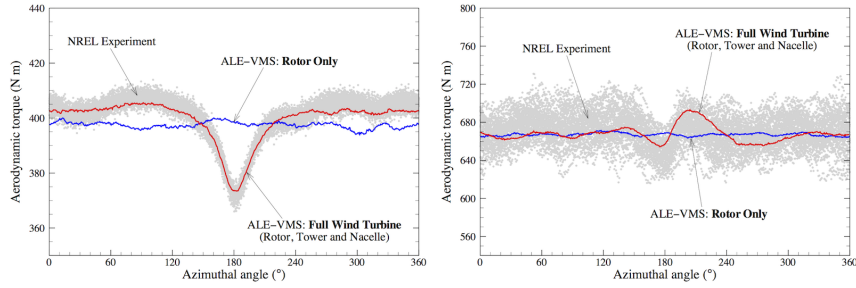 440
420
400
380
360
Aerodynamic torque (N m)
NREL Experiment
ALE-VMS: Rotor Only
ALE-VMS: Full Wind Turbine
(Rotor, Tower and Nacelle)
0 60 120 180 240 300 360
Azimuthal angle (°)
800
760
720
680
640
600
560
Aerodynamic torque (N m)
ALE-VMS: Full Wind Turbine
(Rotor, Tower and Nacelle)
NREL Experiment
ALE-VMS: Rotor Only
0 60 120 180 240 300 360
Azimuthal angle (°)